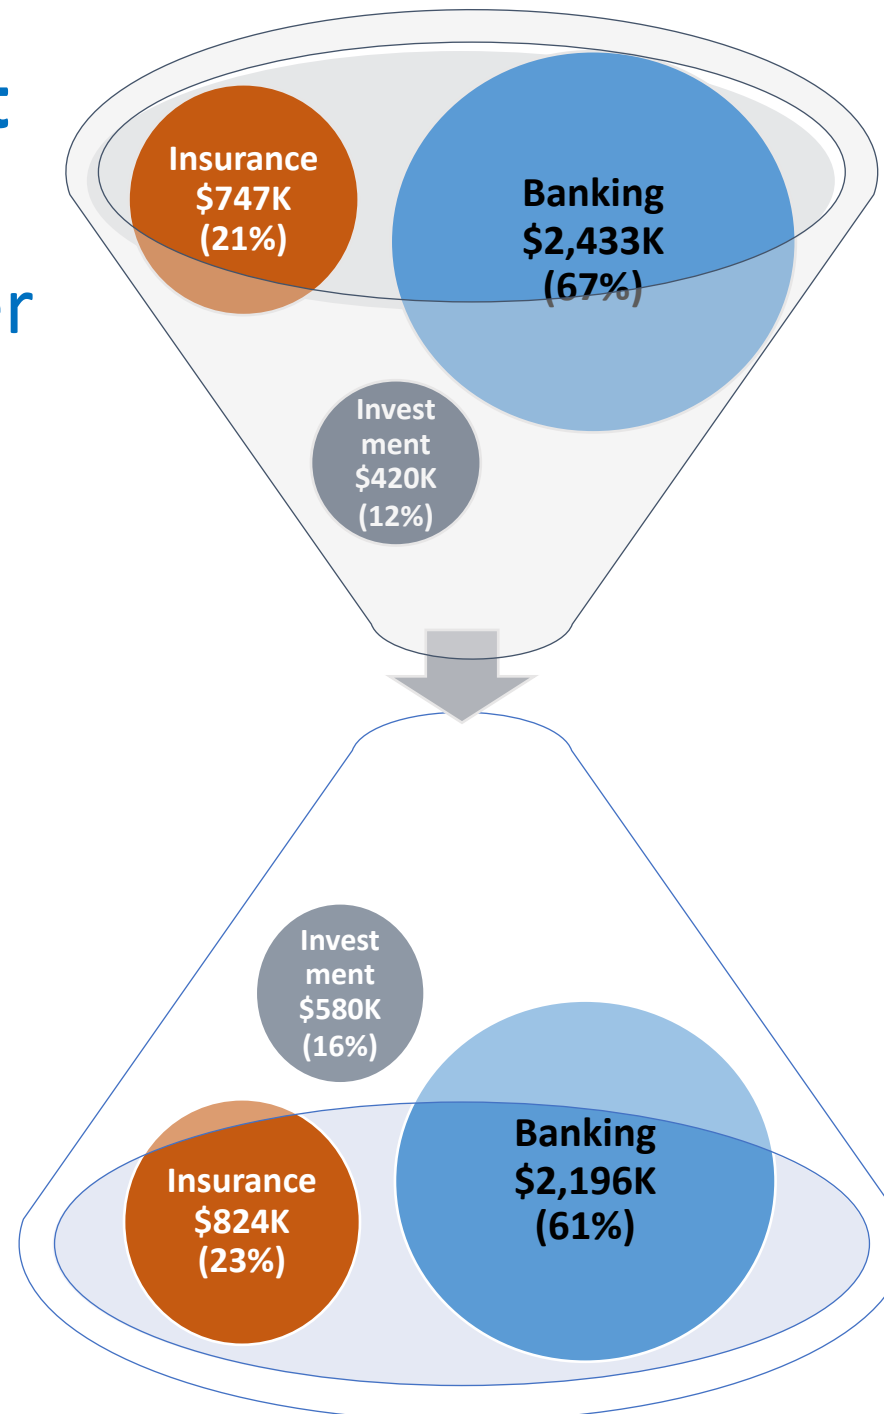 t
Insurance
$747K
(21%)
Banking
$2,433K
(67%)
er
Invest
ment
$420K
(12%)
Invest
ment
$580K
(16%)
Banking
$2,196K
(61%)
Insurance
$824K
(23%)